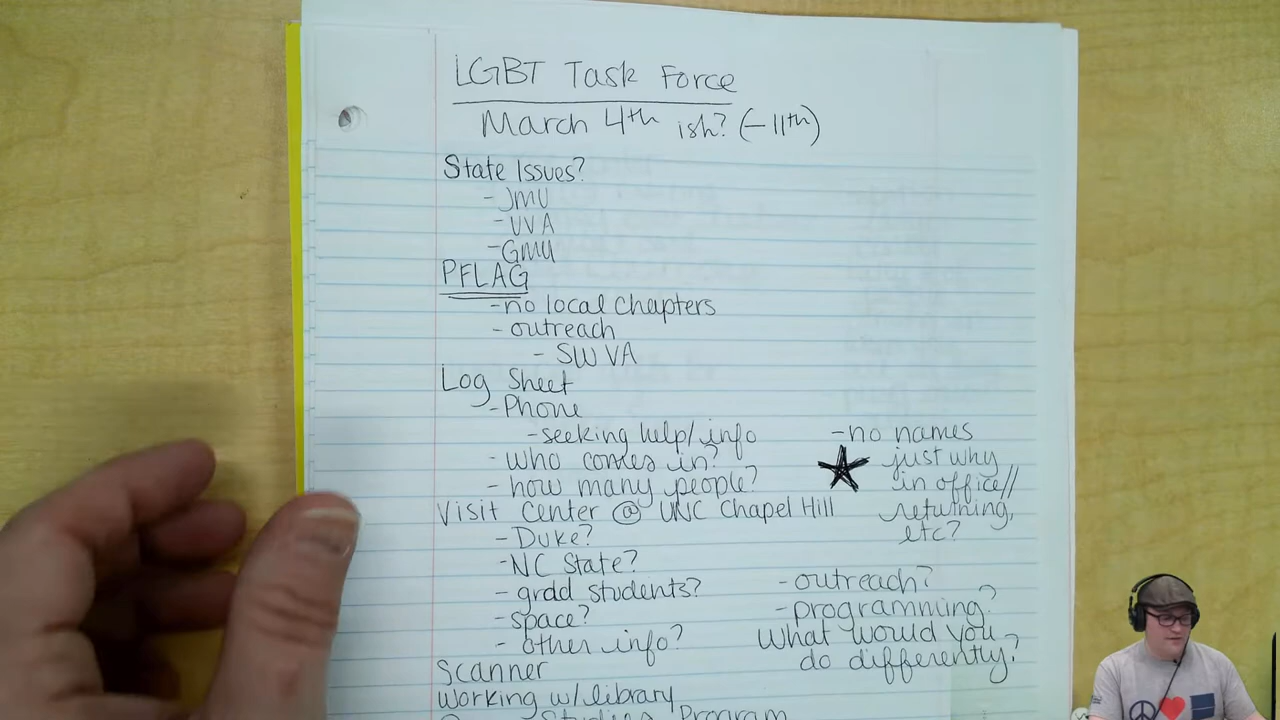 LGBT Task Force
March 4th ish? (-11th)
State Issues?
- JMU
- UVA
- GMU
PFLAG
- no local chapters
- outreach
- SW VA
Log Sheet
- Phone
- seeking help/info
- who comes in?
- how many people?
- no names
just why
in office//
returning,
etc?
Visit Center @ UNC Chapel Hill
- Duke?
- NC State?
- grad students?
- space?
- other info?
- outreach?
- programming?
What would you
do differently?
Scanner
Working w/library
Studies Program